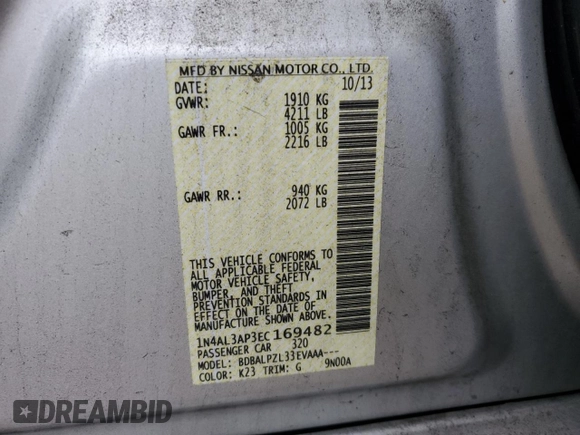 MFD BY NISSAN MOTOR CO., LTD.
DATE: 10/13
GVWR: 1910 KG
4211 LB
GAWR FR.: 1005 KG
2216 LB
GAWR RR.: 940 KG
2072 LB
THIS VEHICLE CONFORMS TO
ALL APPLICABLE FEDERAL
MOTOR VEHICLE SAFETY,
BUMPER, AND THEFT
PREVENTION STANDARDS IN
EFFECT ON THE DATE OF
MANUFACTURE SHOWN ABOVE.
1N4AL3AP3EC169482
PASSENGER CAR 320
MODEL: BDBALPZL33EVAAA---
COLOR: K23 TRIM: G 9N00A
DREAMBID